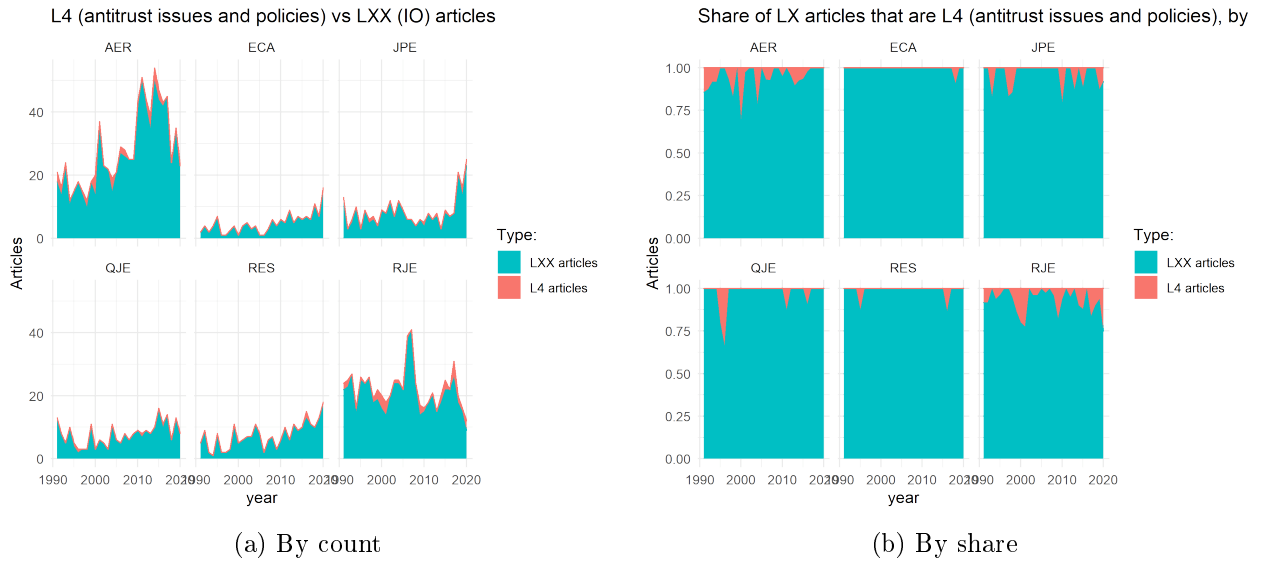 L4 (antitrust issues and policies) vs LXX (IO) articles
AER ECA JPE
40
20
0
QJE RES RJE
40
20
0
1990 2000 2010 2020 1990 2000 2010 2020 1990 2000 2010 2020
Articles
year
Type:
LXX articles
L4 articles
(a) By count
Share of LX articles that are L4 (antitrust issues and policies), by
AER ECA JPE
1.00
0.75
0.50
0.25
0.00
QJE RES RJE
1.00
0.75
0.50
0.25
0.00
1990 2000 2010 2020 1990 2000 2010 2020 1990 2000 2010 2020
Articles
year
Type:
LXX articles
L4 articles
(b) By share